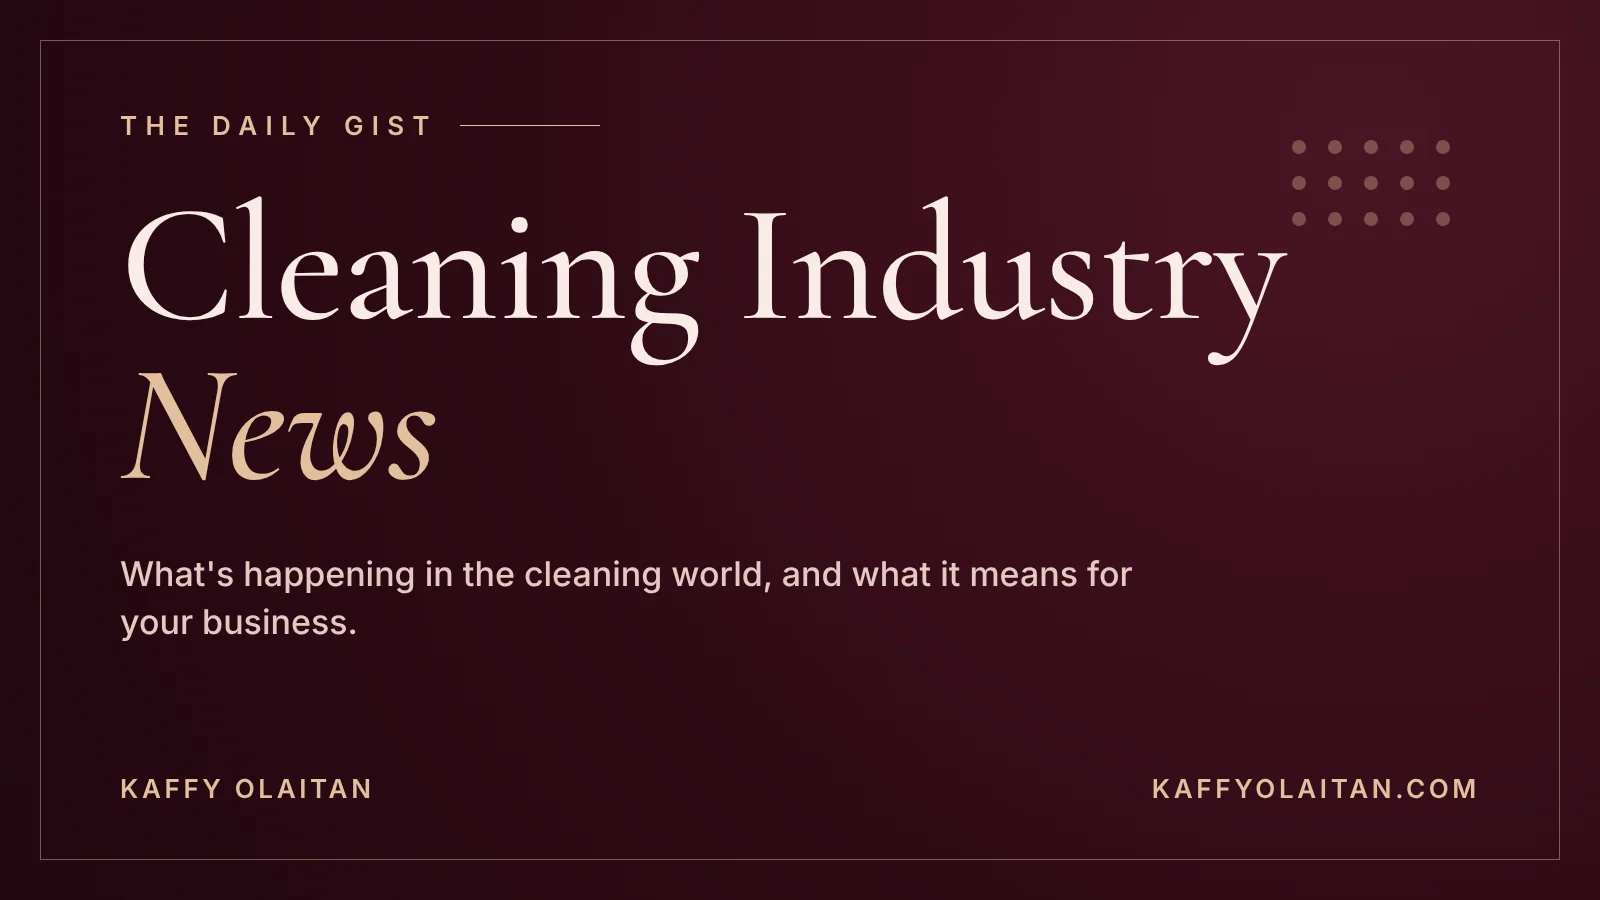 THE DAILY GIST
Cleaning Industry
News
What's happening in the cleaning world, and what it means for
your business.
KAFFY OLAITAN
KAFFYOLAITAN.COM